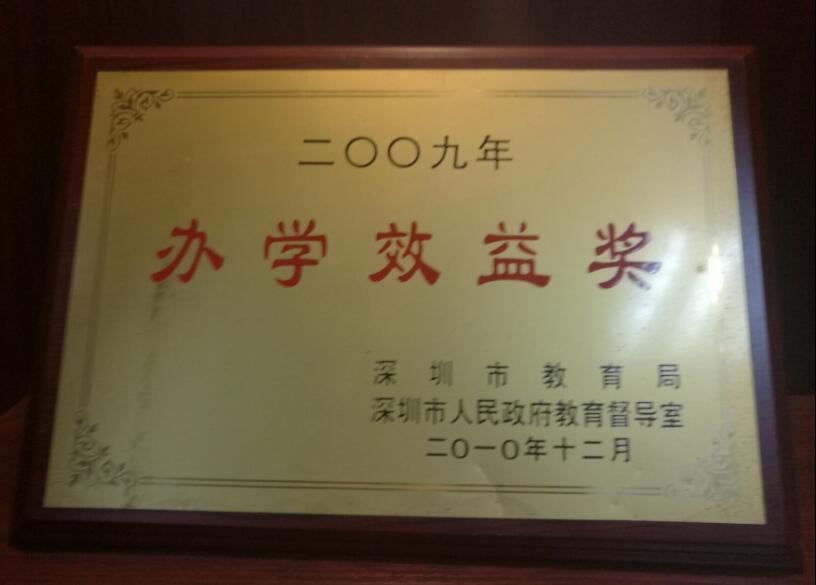 二〇〇九年
办学效益奖
深圳市教育局
深圳市人民政府教育督导室
二〇一〇年十二月